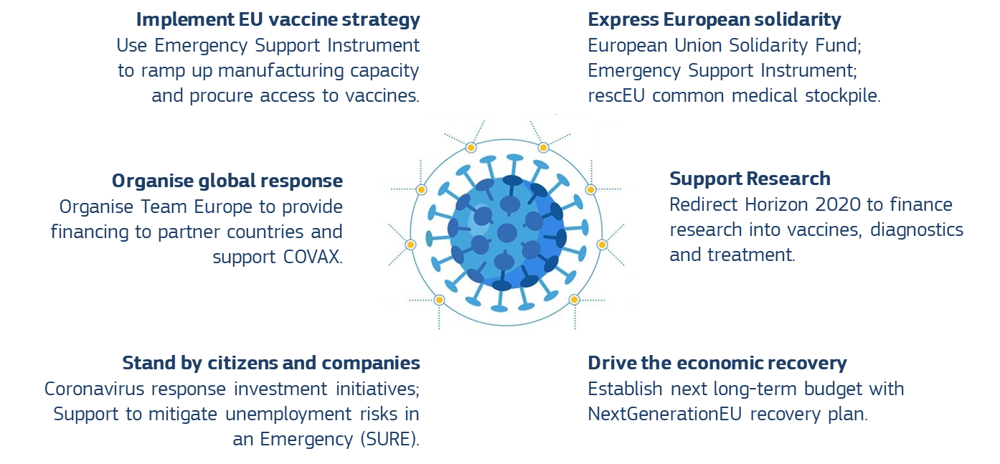 Implement EU vaccine strategy
Use Emergency Support Instrument
to ramp up manufacturing capacity
and procure access to vaccines.
Express European solidarity
European Union Solidarity Fund;
Emergency Support Instrument;
rescEU common medical stockpile.
Organise global response
Organise Team Europe to provide
financing to partner countries and
support COVAX.
Support Research
Redirect Horizon 2020 to finance
research into vaccines, diagnostics
and treatment.
Stand by citizens and companies
Coronavirus response investment initiatives;
Support to mitigate unemployment risks in
an Emergency (SURE).
Drive the economic recovery
Establish next long-term budget with
NextGenerationEU recovery plan.